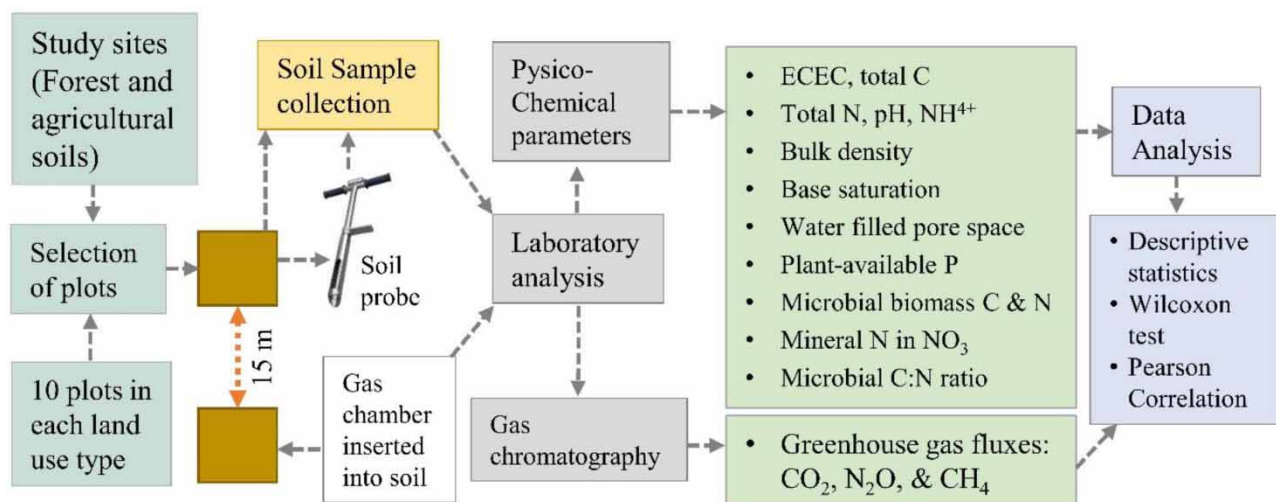 Study sites
(Forest and
agricultural
soils)
Selection
of plots
10 plots in
each land
use type
Soil Sample
collection
Soil
probe
15 m
Gas
chamber
inserted
into soil
Pysico-
Chemical
parameters
Laboratory
analysis
Gas
chromatography
• ECEC, total C
• Total N, pH, NH⁴⁺
• Bulk density
• Base saturation
• Water filled pore space
• Plant-available P
• Microbial biomass C & N
• Mineral N in NO₃
• Microbial C:N ratio
• Greenhouse gas fluxes:
CO₂, N₂O, & CH₄
Data
Analysis
• Descriptive
statistics
• Wilcoxon
test
• Pearson
Correlation